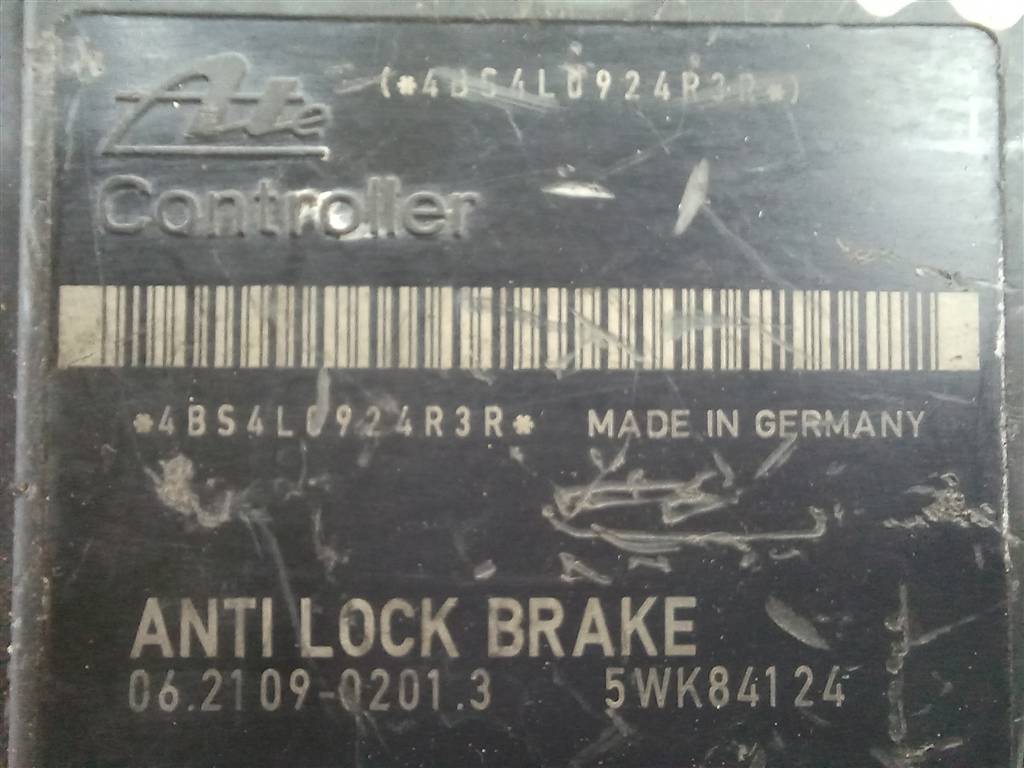 (*4BS4L0924R3R*)
Ate
Controller
*4BS4L0924R3R* MADE IN GERMANY
ANTI LOCK BRAKE
06.2109-0201.3 5WK84124